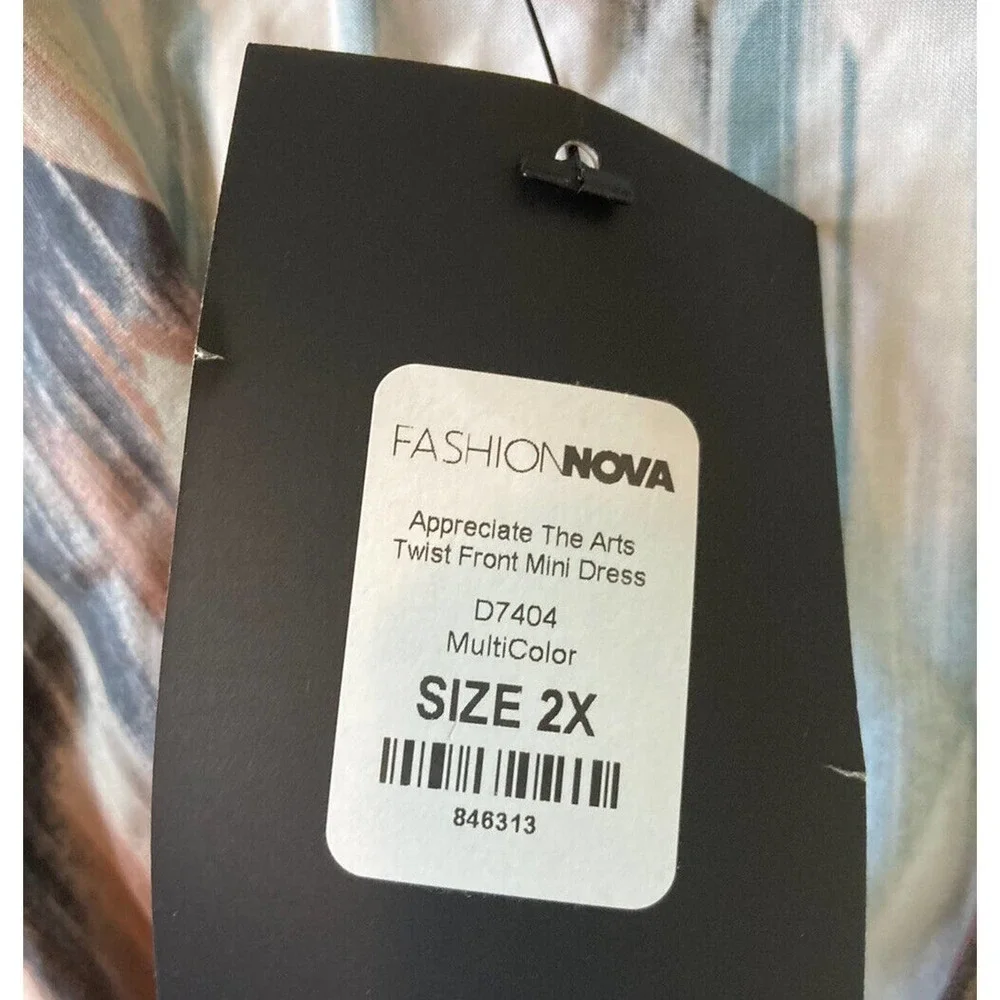 FASHIONNOVA
Appreciate The Arts
Twist Front Mini Dress
D7404
MultiColor
SIZE 2X
846313